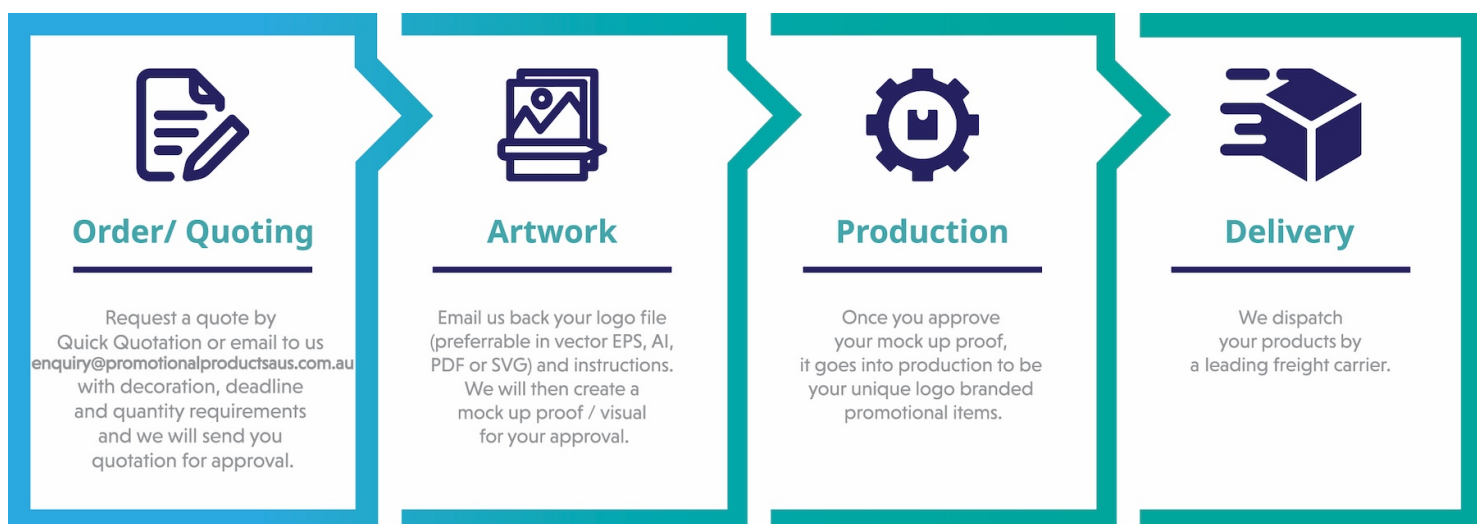 Order/ Quoting
Request a quote by
Quick Quotation or email to us
enquiry@promotionalproductsaus.com.au
with decoration, deadline
and quantity requirements
and we will send you
quotation for approval.
Artwork
Email us back your logo file
(preferrable in vector EPS, AI,
PDF or SVG) and instructions.
We will then create a
mock up proof / visual
for your approval.
Production
Once you approve
your mock up proof,
it goes into production to be
your unique logo branded
promotional items.
Delivery
We dispatch
your products by
a leading freight carrier.